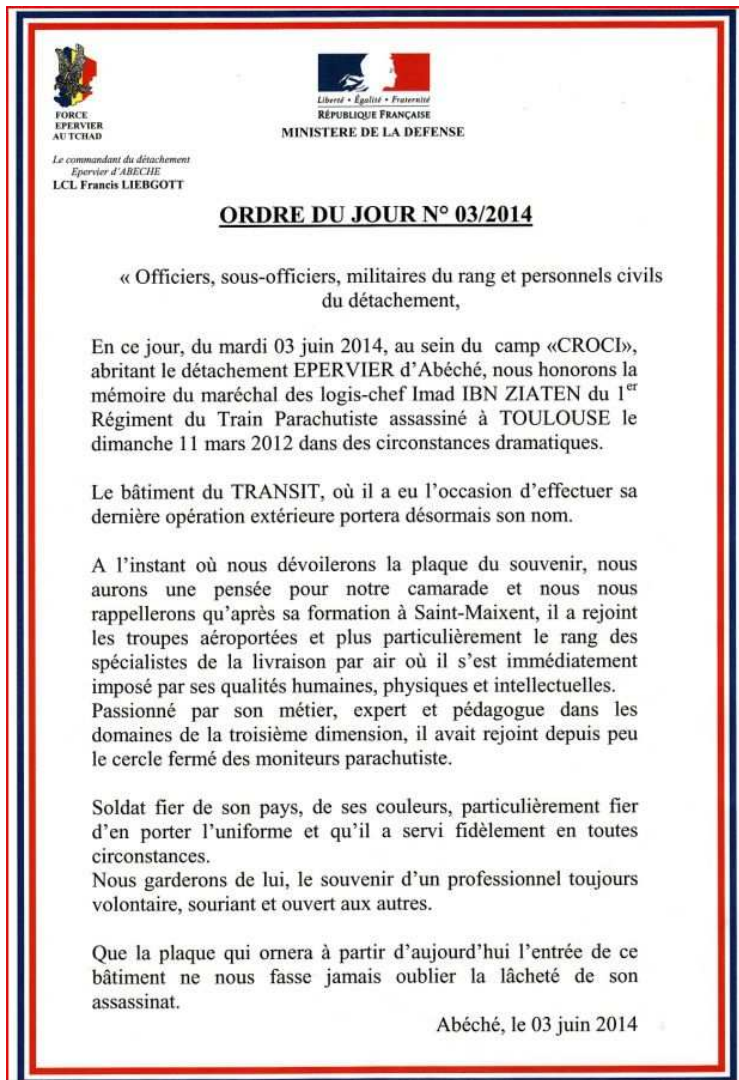 FORCE
EPERVIER
AU TCHAD
Liberté • Égalité • Fraternité
RÉPUBLIQUE FRANÇAISE
MINISTERE DE LA DEFENSE
Le commandant du détachement
Epervier d'ABECHE
LCL Francis LIEBGOTT
ORDRE DU JOUR N° 03/2014
« Officiers, sous-officiers, militaires du rang et personnels civils
du détachement,
En ce jour, du mardi 03 juin 2014, au sein du camp «CROCI»,
abritant le détachement EPERVIER d'Abéché, nous honorons la
mémoire du maréchal des logis-chef Imad IBN ZIATEN du 1er
Régiment du Train Parachutiste assassiné à TOULOUSE le
dimanche 11 mars 2012 dans des circonstances dramatiques.
Le bâtiment du TRANSIT, où il a eu l'occasion d'effectuer sa
dernière opération extérieure portera désormais son nom.
A l'instant où nous dévoilerons la plaque du souvenir, nous
aurons une pensée pour notre camarade et nous nous
rappellerons qu'après sa formation à Saint-Maixent, il a rejoint
les troupes aéroportées et plus particulièrement le rang des
spécialistes de la livraison par air où il s'est immédiatement
imposé par ses qualités humaines, physiques et intellectuelles.
Passionné par son métier, expert et pédagogue dans les
domaines de la troisième dimension, il avait rejoint depuis peu
le cercle fermé des moniteurs parachutiste.
Soldat fier de son pays, de ses couleurs, particulièrement fier
d'en porter l'uniforme et qu'il a servi fidèlement en toutes
circonstances.
Nous garderons de lui, le souvenir d'un professionnel toujours
volontaire, souriant et ouvert aux autres.
Que la plaque qui ornera à partir d'aujourd'hui l'entrée de ce
bâtiment ne nous fasse jamais oublier la lâcheté de son
assassinat.
Abéché, le 03 juin 2014